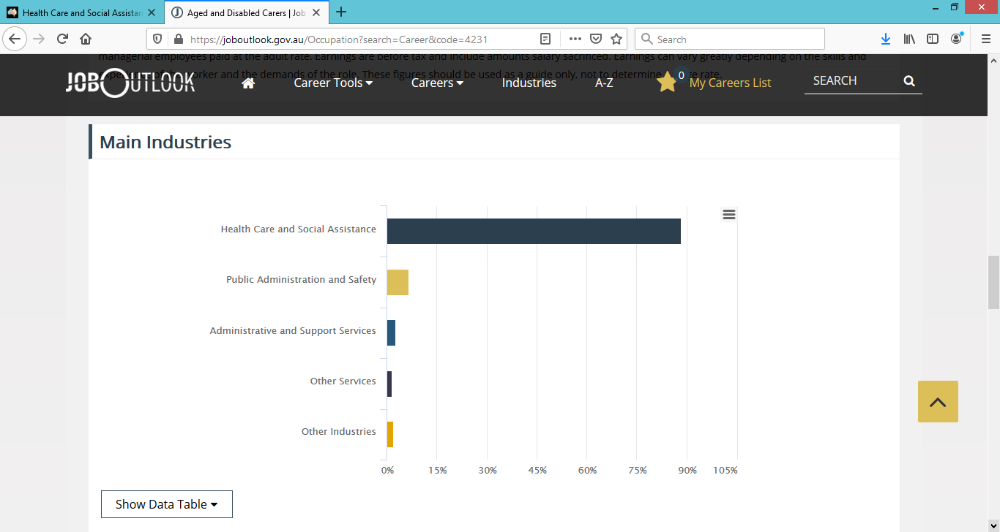 Health Care and Social Assistan
Aged and Disabled Carers | Job
https://joboutlook.gov.au/Occupation?search=Career&code=4231
Search
managerial employees paid at the adult rate. Earnings are before tax and include amounts salary sacrificed. Earnings can vary greatly depending on the skills and
of the worker and the demands of the role. These figures should be used as a guide only, not to determine a rate.
JOBOUTLOOK
Career Tools
Careers
Industries
A-Z
0
My Careers List
SEARCH
Main Industries
Health Care and Social Assistance
Public Administration and Safety
Administrative and Support Services
Other Services
Other Industries
0% 15% 30% 45% 60% 75% 90% 105%
Show Data Table